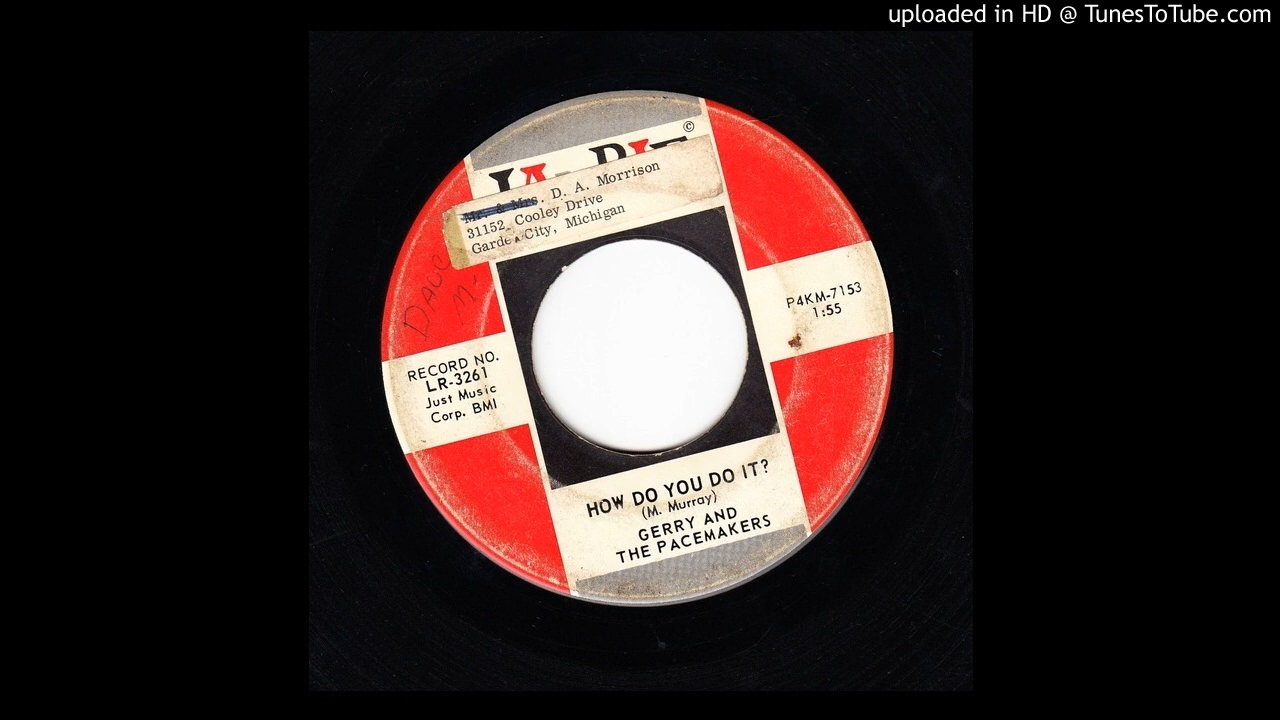 uploaded in HD @ TunesToTube.com
©
31152 Cooley Drive
Mr. & Mrs. D. A. Morrison
Garden City, Michigan
Dave
M-
P4KM-7153
1:55
RECORD NO.
LR-3261
Just Music
Corp. BMI
HOW DO YOU DO IT?
(M. Murray)
GERRY AND
THE PACEMAKERS